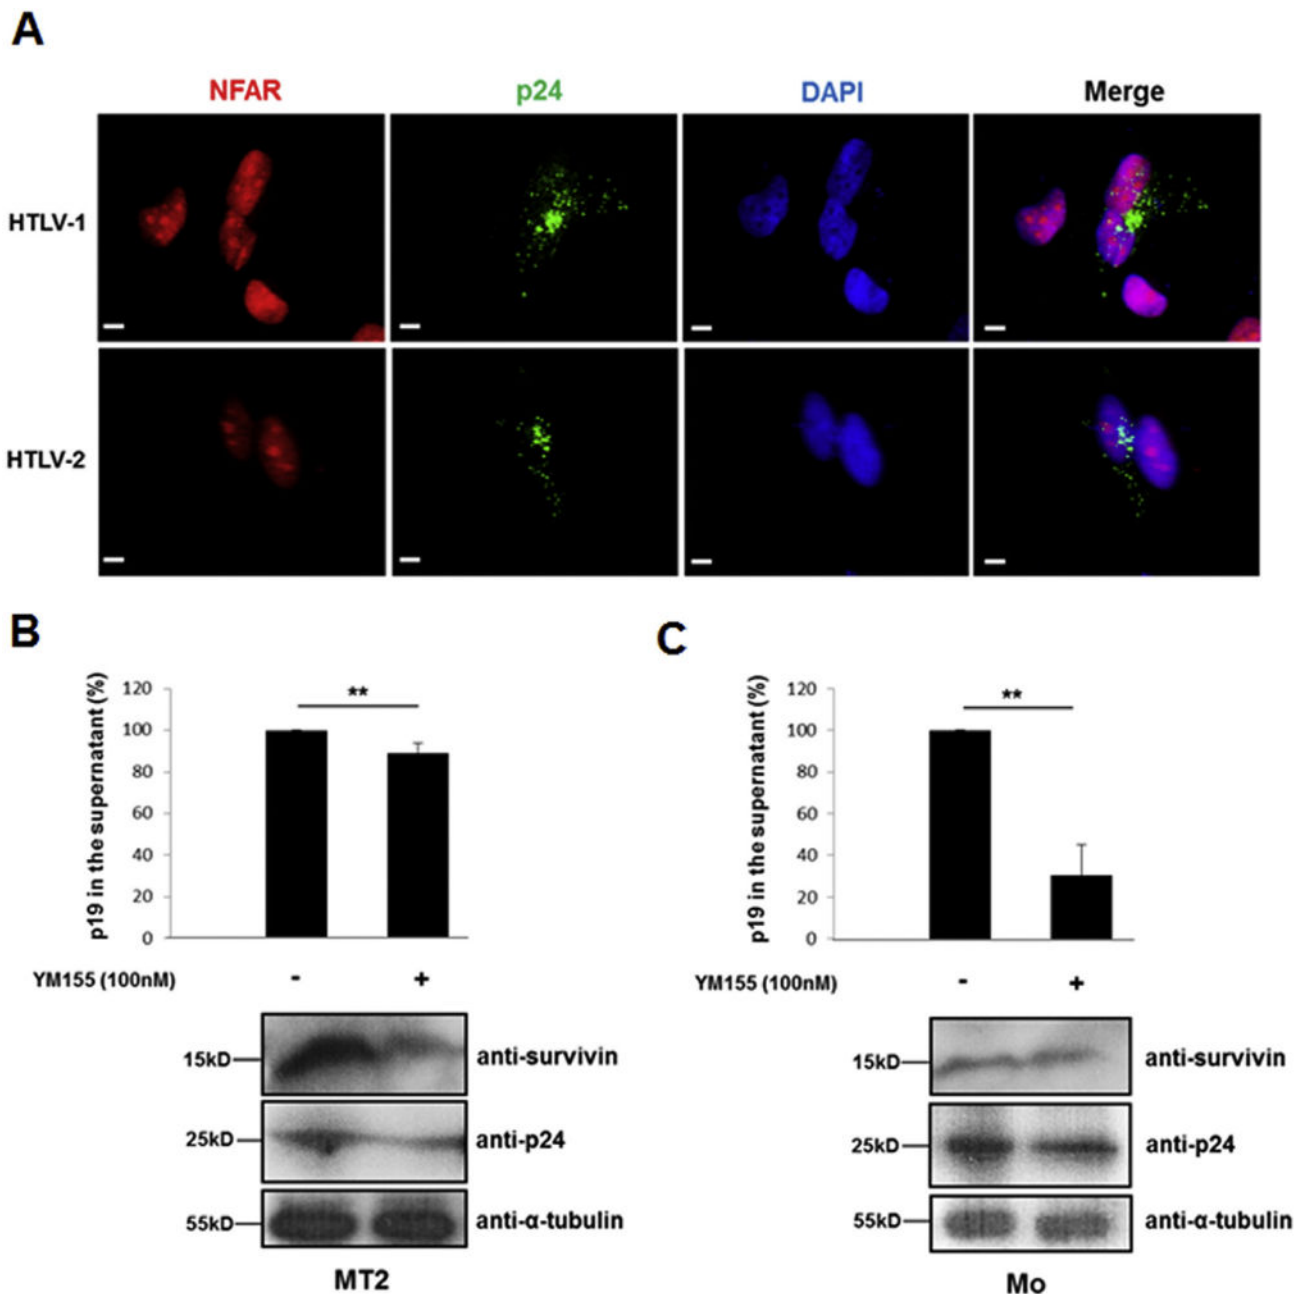 A
NFAR p24 DAPI Merge
HTLV-1
HTLV-2
B
p19 in the supernatant (%)
120
100
80
60
40
20
0
**
YM155 (100nM) - +
15kD anti-survivin
25kD anti-p24
55kD anti-α-tubulin
MT2
C
p19 in the supernatant (%)
120
100
80
60
40
20
0
**
YM155 (100nM) - +
15kD anti-survivin
25kD anti-p24
55kD anti-α-tubulin
Mo